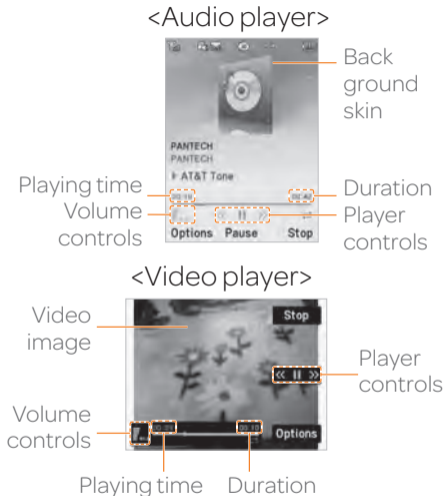 <Audio player>
Back
ground
skin
PANTECH
PANTECH
AT&T Tone
Playing time
Duration
Volume
controls
Player
controls
Options Pause Stop
<Video player>
Video
image
Stop
Player
controls
Volume
controls
Options
Playing time Duration